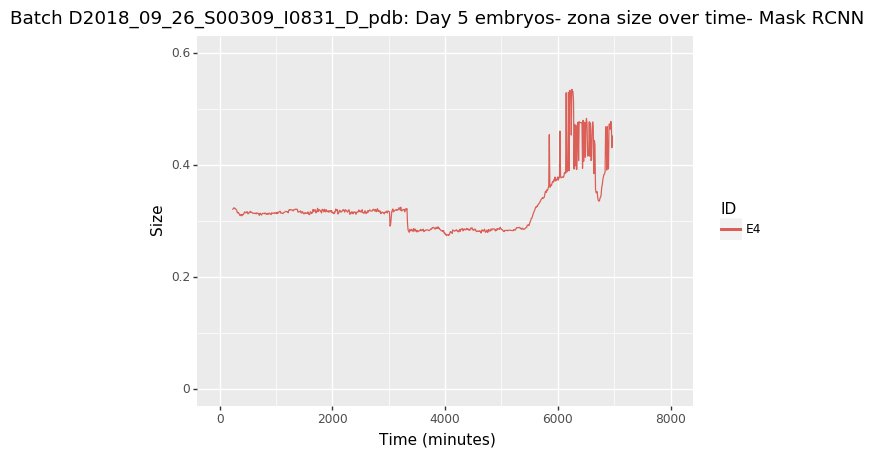 Batch D2018_09_26_S00309_I0831_D_pdb: Day 5 embryos- zona size over time- Mask RCNN
0.6
0.4
0.2
0
Size
0
2000
4000
6000
8000
Time (minutes)
ID
E4